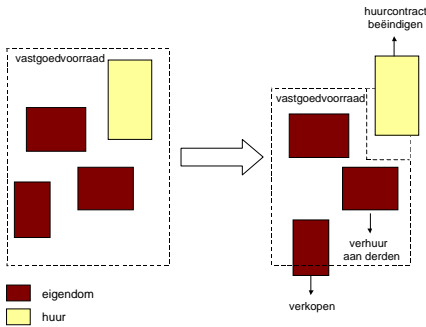 huurcontract
beëindigen
vastgoedvoorraad
vastgoedvoorraad
verhuur
aan derden
verkopen
eigendom
huur